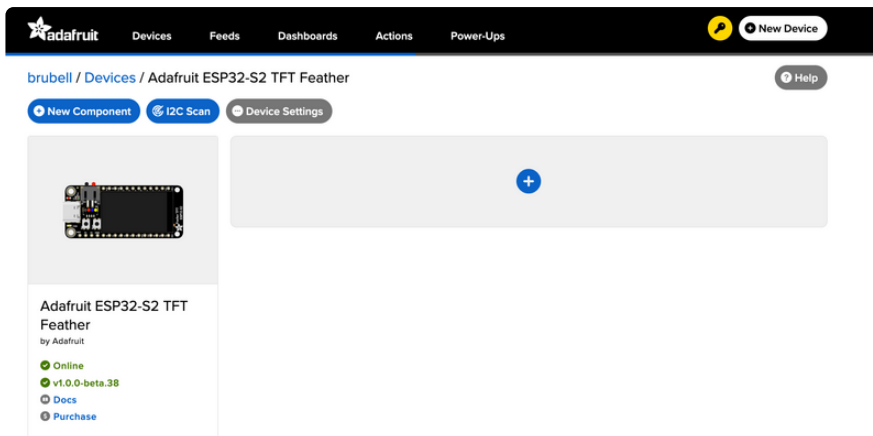 adafruit Devices Feeds Dashboards Actions Power-Ups New Device
brubell / Devices / Adafruit ESP32-S2 TFT Feather Help
New Component I2C Scan Device Settings
Adafruit ESP32-S2 TFT
Feather
by Adafruit
Online
v1.0.0-beta.38
Docs
Purchase